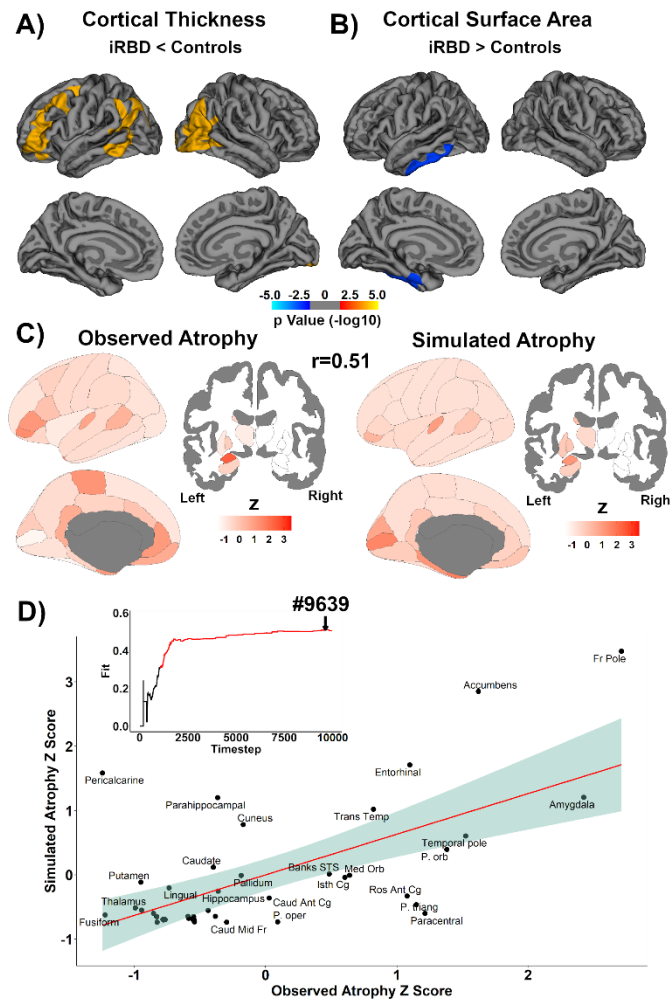 A) Cortical Thickness
iRBD < Controls
B) Cortical Surface Area
iRBD > Controls
-5.0 -2.5 0 2.5 5.0
p Value (-log10)
C) Observed Atrophy
r=0.51
Simulated Atrophy
Left Right
Z
-1 0 1 2 3
Left Right
Z
-1 0 1 2 3
D)
#9639
Fit
0.6
0.4
0.2
0.0
0 2500 5000 7500 10000
Timestep
Simulated Atrophy Z Score
3
2
1
0
-1
Fr Pole
Accumbens
Entorhinal
Pericalcarine
Parahippocampal
Amygdala
Trans Temp
Cuneus
Temporal pole
P. orb
Caudate
Banks STS
Med Orb
Isth Cg
Putamen
Pallidum
Lingual
Hippocampus
Ros Ant Cg
Thalamus
Caud Ant Cg
P. triang
Fusiform
Caud Mid Fr
P. oper
Paracentral
-1 0 1 2
Observed Atrophy Z Score